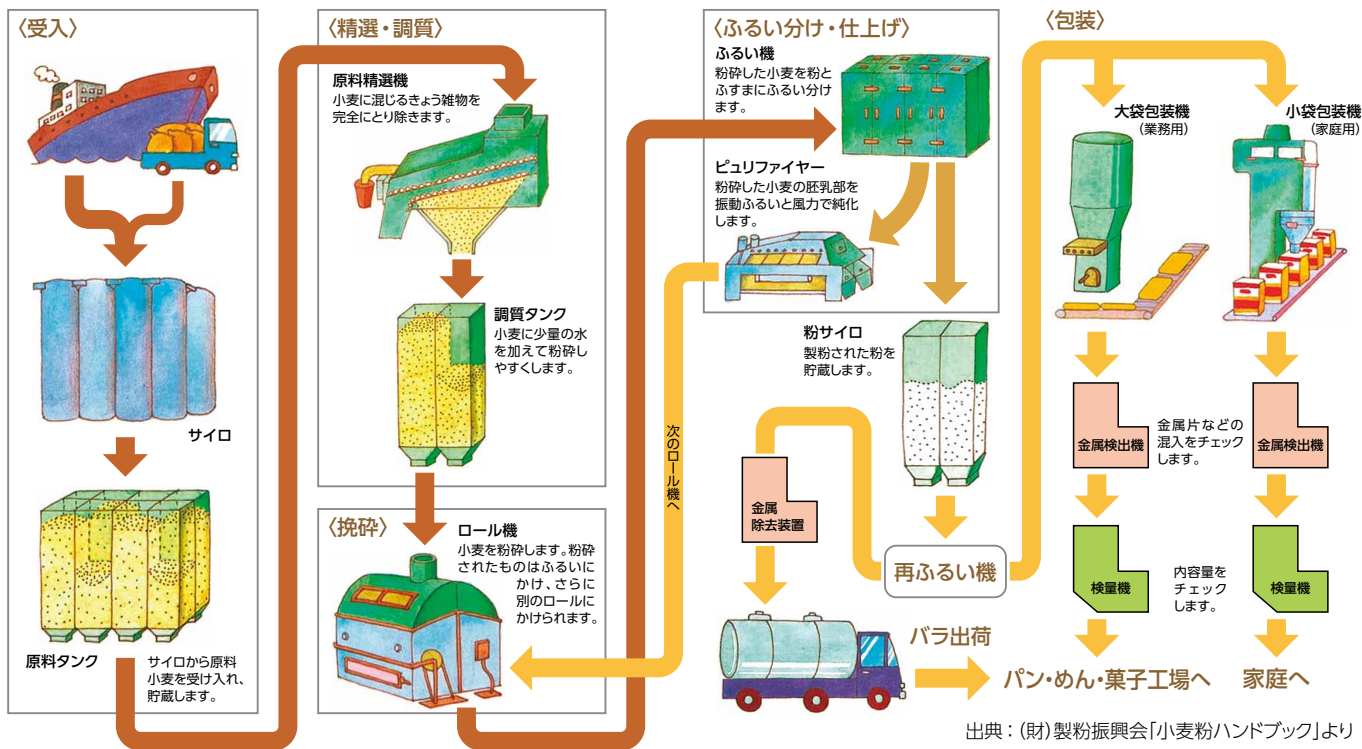 〈受入〉
サイロ
原料タンク
サイロから原料
小麦を受け入れ、
貯蔵します。
〈精選・調質〉
原料精選機
小麦に混じるきょう雑物を
完全にとり除きます。
調質タンク
小麦に少量の水
を加えて粉砕し
やすくします。
〈挽砕〉
ロール機
小麦を粉砕します。粉砕
されたものはふるいに
かけ、さらに
別のロールに
かけられます。
〈ふるい分け・仕上げ〉
ふるい機
粉砕した小麦を粉と
ふすまにふるい分け
ます。
ピュリファイヤー
粉砕した小麦の胚乳部を
振動ふるいと風力で純化
します。
次のロール機へ
粉サイロ
製粉された粉を
貯蔵します。
再ふるい機
金属
除去装置
バラ出荷
〈包装〉
大袋包装機
（業務用）
小袋包装機
（家庭用）
金属検出機
金属片などの
混入をチェック
します。
金属検出機
検量機
内容量を
チェック
します。
検量機
パン・めん・菓子工場へ
家庭へ
出典：(財)製粉振興会「小麦粉ハンドブック」より